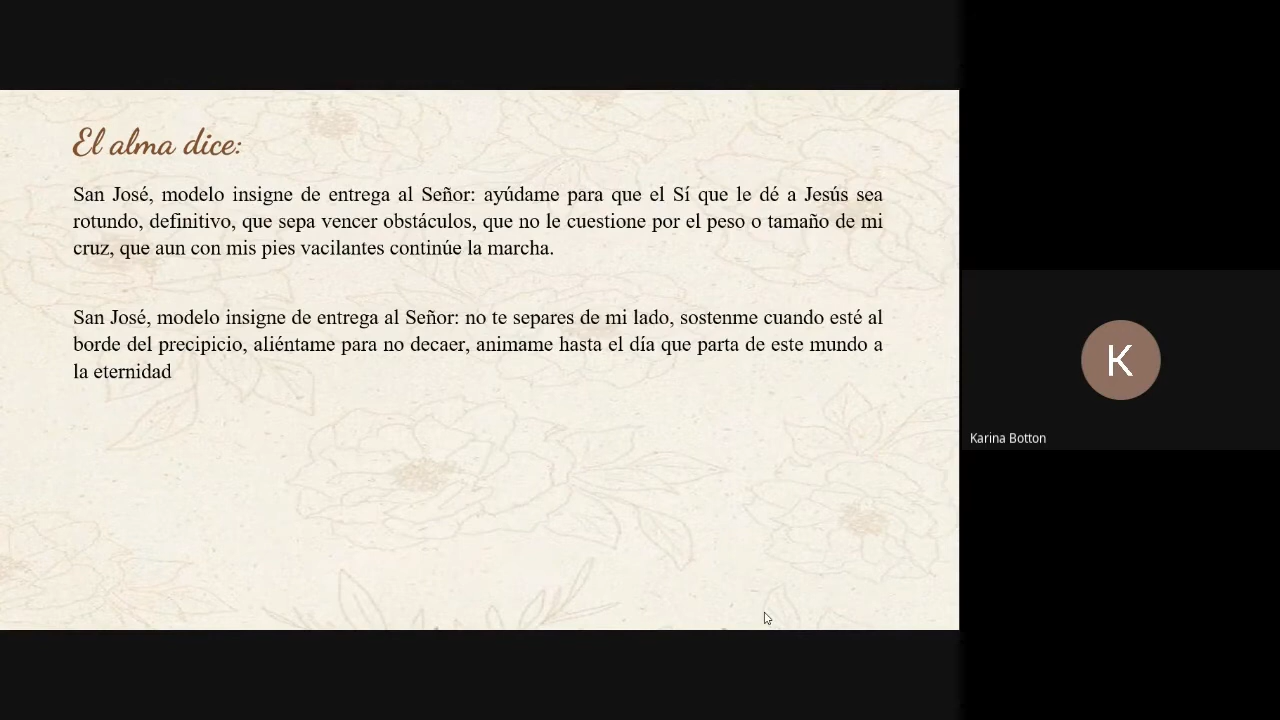 El alma dice:
San José, modelo insigne de entrega al Señor: ayúdame para que el Sí que le dé a Jesús sea
rotundo, definitivo, que sepa vencer obstáculos, que no le cuestione por el peso o tamaño de mi
cruz, que aun con mis pies vacilantes continúe la marcha.
San José, modelo insigne de entrega al Señor: no te separes de mi lado, sostenme cuando esté al
borde del precipicio, aliéntame para no decaer, animame hasta el día que parta de este mundo a
la eternidad
K
Karina Botton